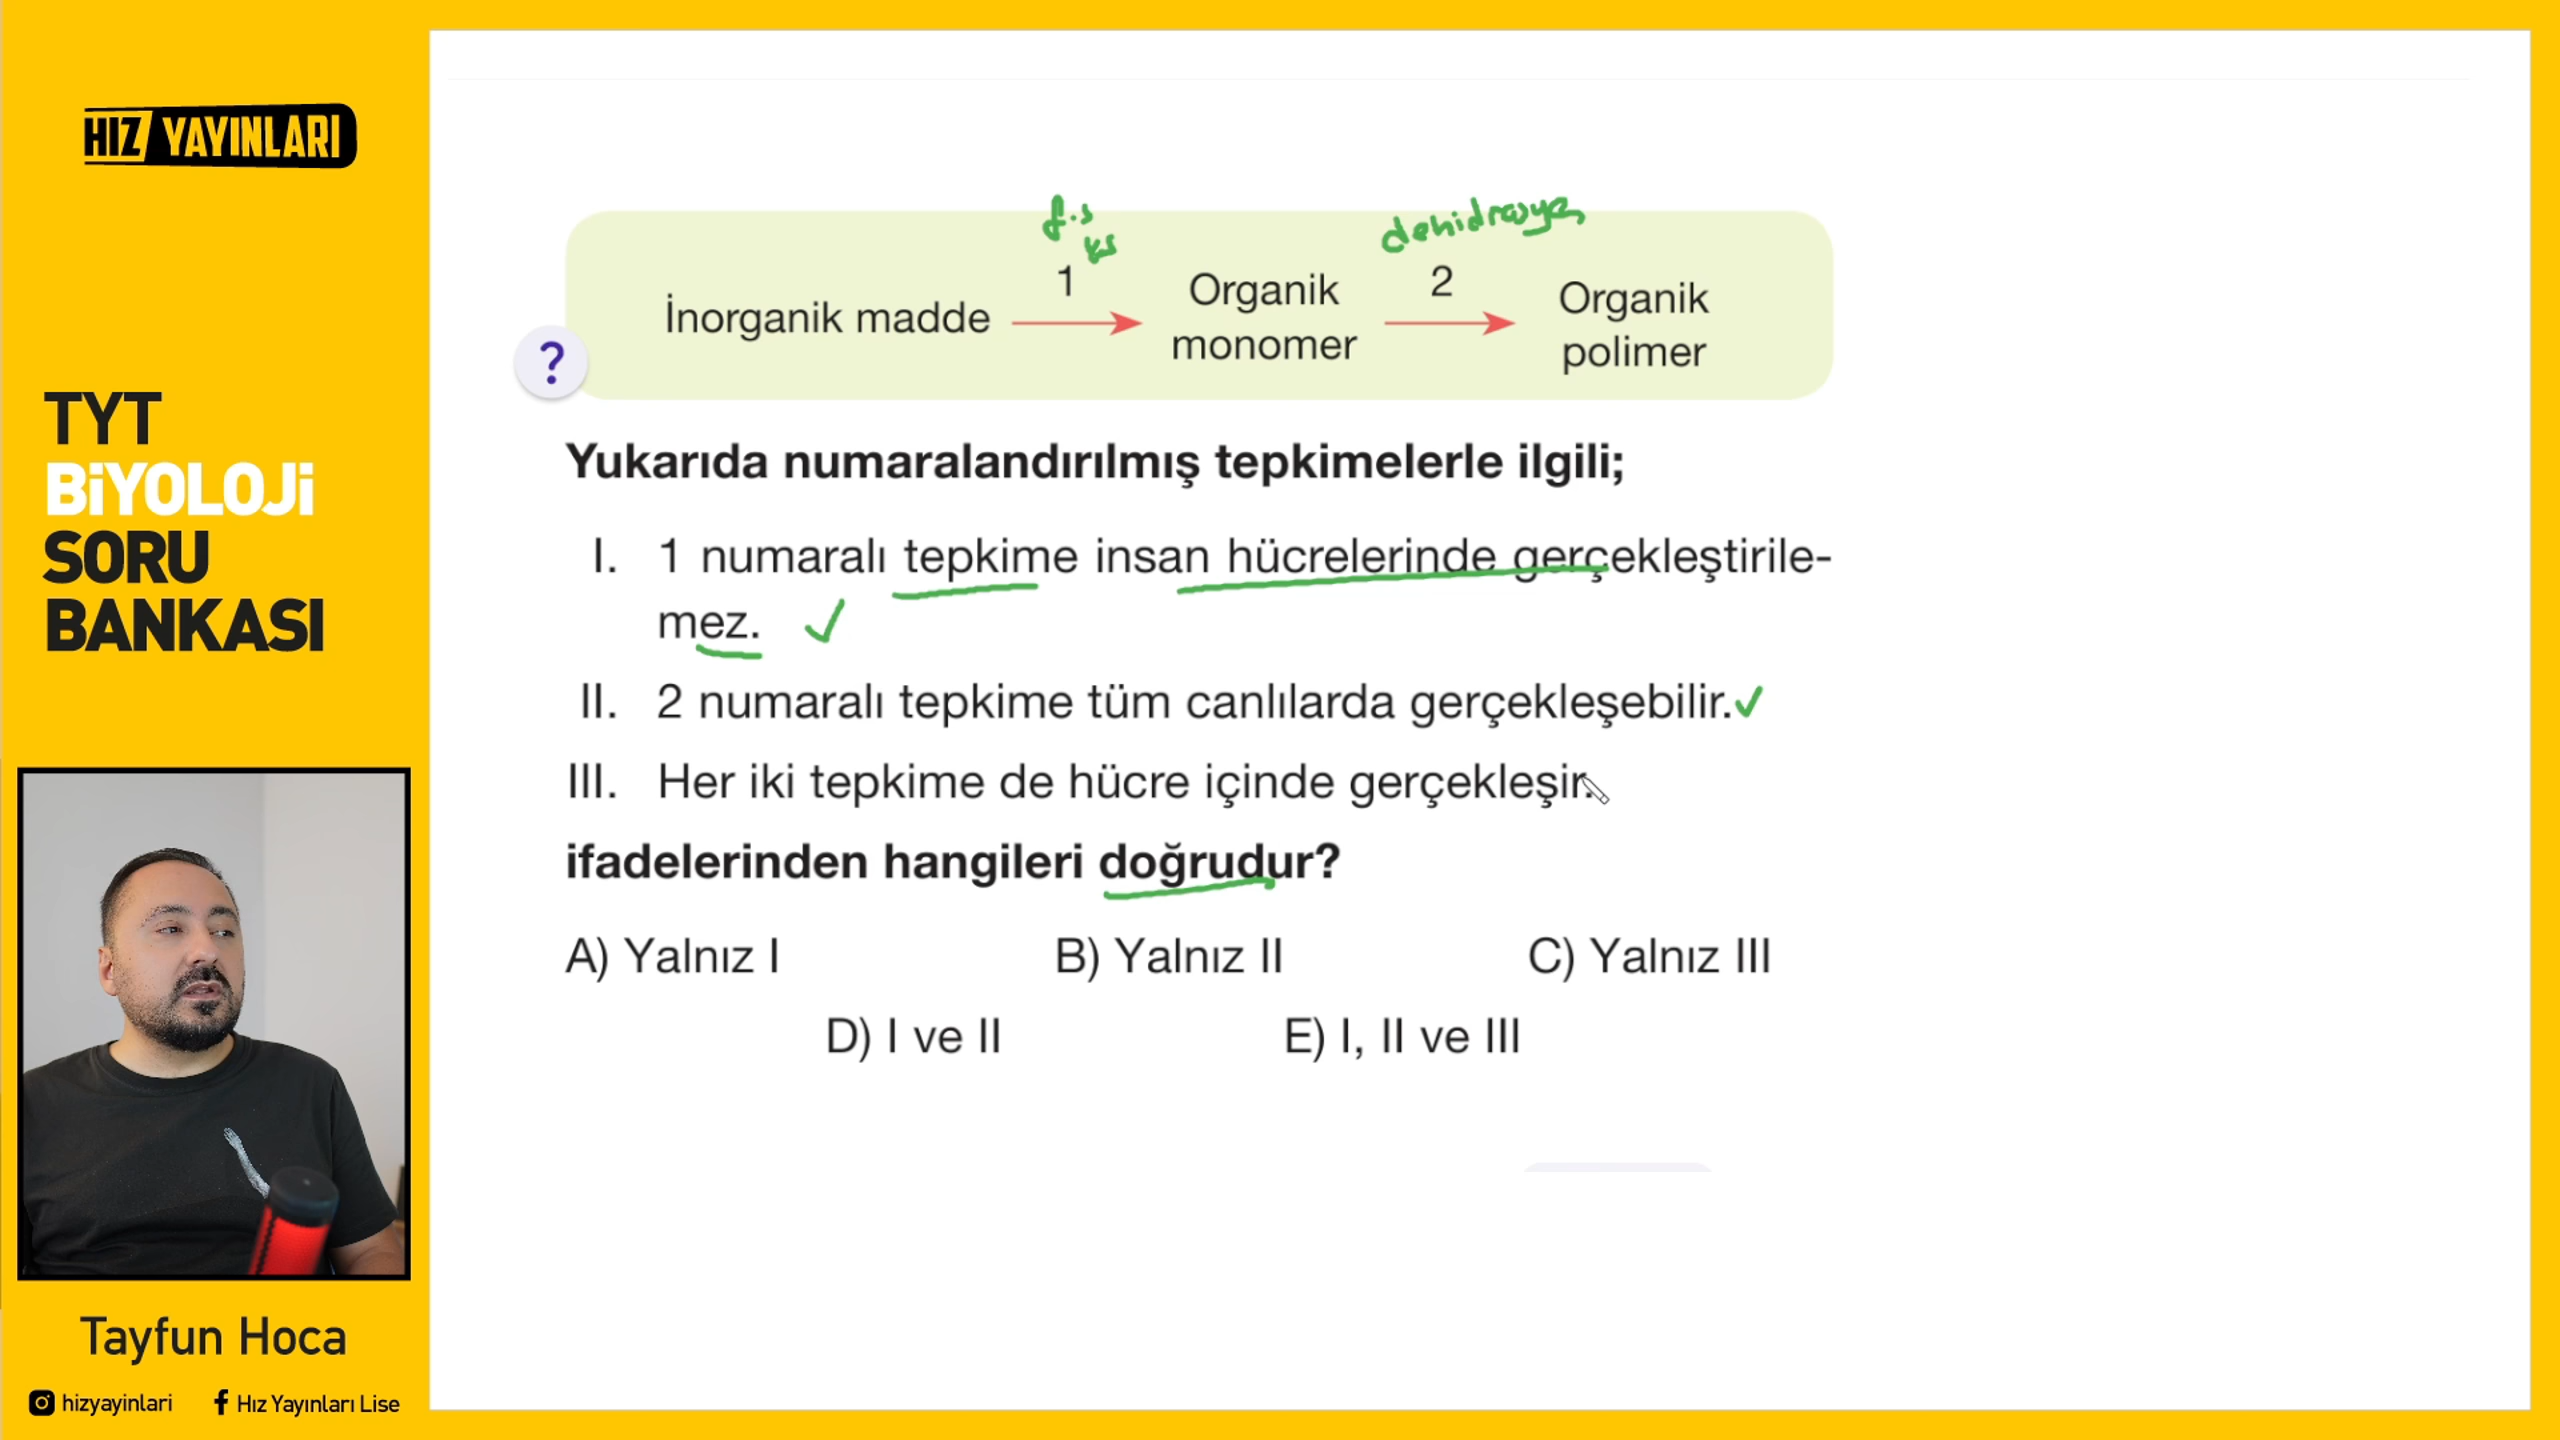 HIZ YAYINLARI
TYT
BİYOLOJİ
SORU
BANKASI
Tayfun Hoca
hizyayinlari
Hız Yayınları Lise
f.s
ks
dehidrasyon
İnorganik madde
1
Organik
monomer
2
Organik
polimer
?
Yukarıda numaralandırılmış tepkimelerle ilgili;
I. 1 numaralı tepkime insan hücrelerinde gerçekleştirile-
mez. ✓
II. 2 numaralı tepkime tüm canlılarda gerçekleşebilir. ✓
III. Her iki tepkime de hücre içinde gerçekleşir.
ifadelerinden hangileri doğrudur?
A) Yalnız I B) Yalnız II C) Yalnız III
D) I ve II E) I, II ve III